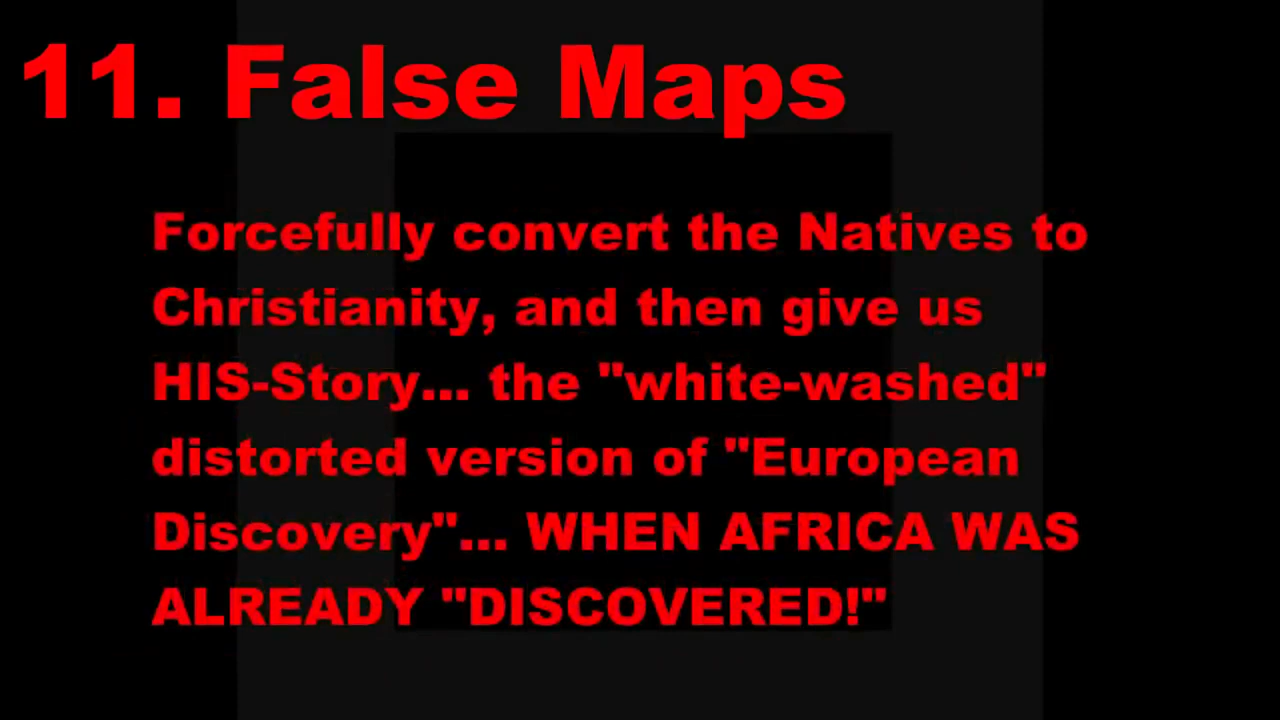 11. False Maps
Forcefully convert the Natives to
Christianity, and then give us
HIS-Story... the "white-washed"
distorted version of "European
Discovery"... WHEN AFRICA WAS
ALREADY "DISCOVERED!"